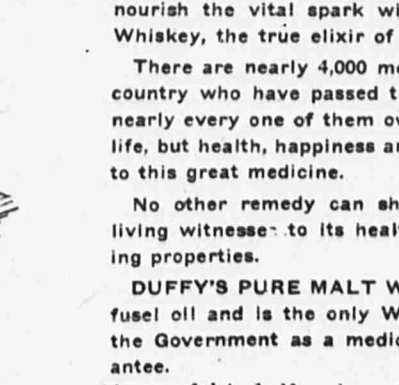 nourish the vital spark wi
Whiskey, the true elixir of
There are nearly 4,000 m
country who have passed t
nearly every one of them o
life, but health, happiness a
to this great medicine.
No other remedy can sh
living witnesse to its heal
ing properties.
DUFFY'S PURE MALT W
fusel oil and is the only W
the Government as a medic
antee.